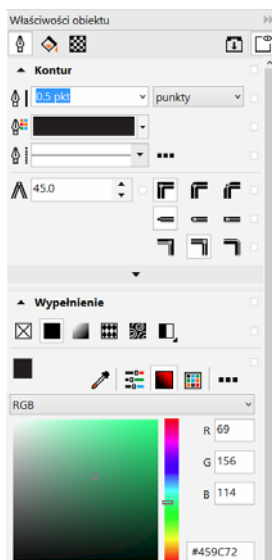 Właściwości obiektu
Kontur
0.5 pkt
punkty
45.0
Wypełnienie
RGB
R 69
G 156
B 114
#459C72